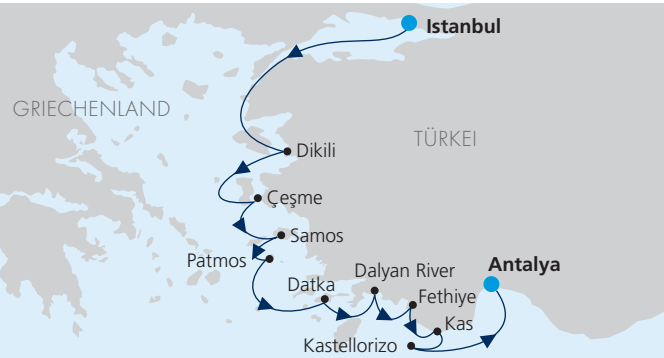 Istanbul
GRIECHENLAND
TÜRKEI
Dikili
Çeşme
Samos
Patmos
Dalyan River
Antalya
Datka
Fethiye
Kas
Kastellorizo